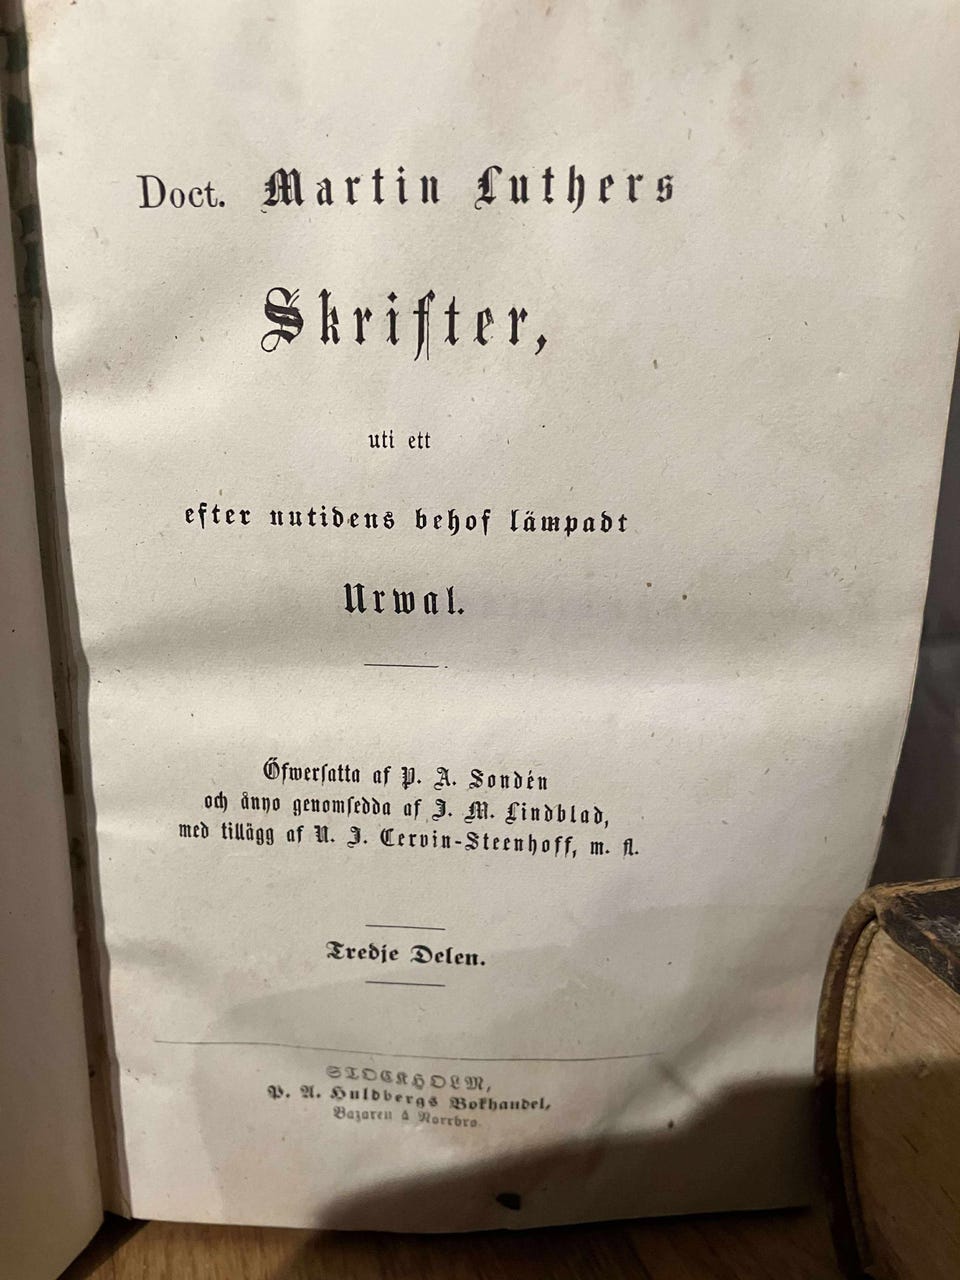 Doct. Martin Luthers
Skrifter,
uti ett
efter nutidens behof lämpadt
Urwal.
Öfwersatta af P. A. Sondén
och ånyo genomsedda af J. M. Lindblad,
med tillägg af N. J. Cervin-Steenhoff, m. fl.
Tredje Delen.
STOCKHOLM,
P. A. Huldbergs Bokhandel,
Bazaren å Norrbro.